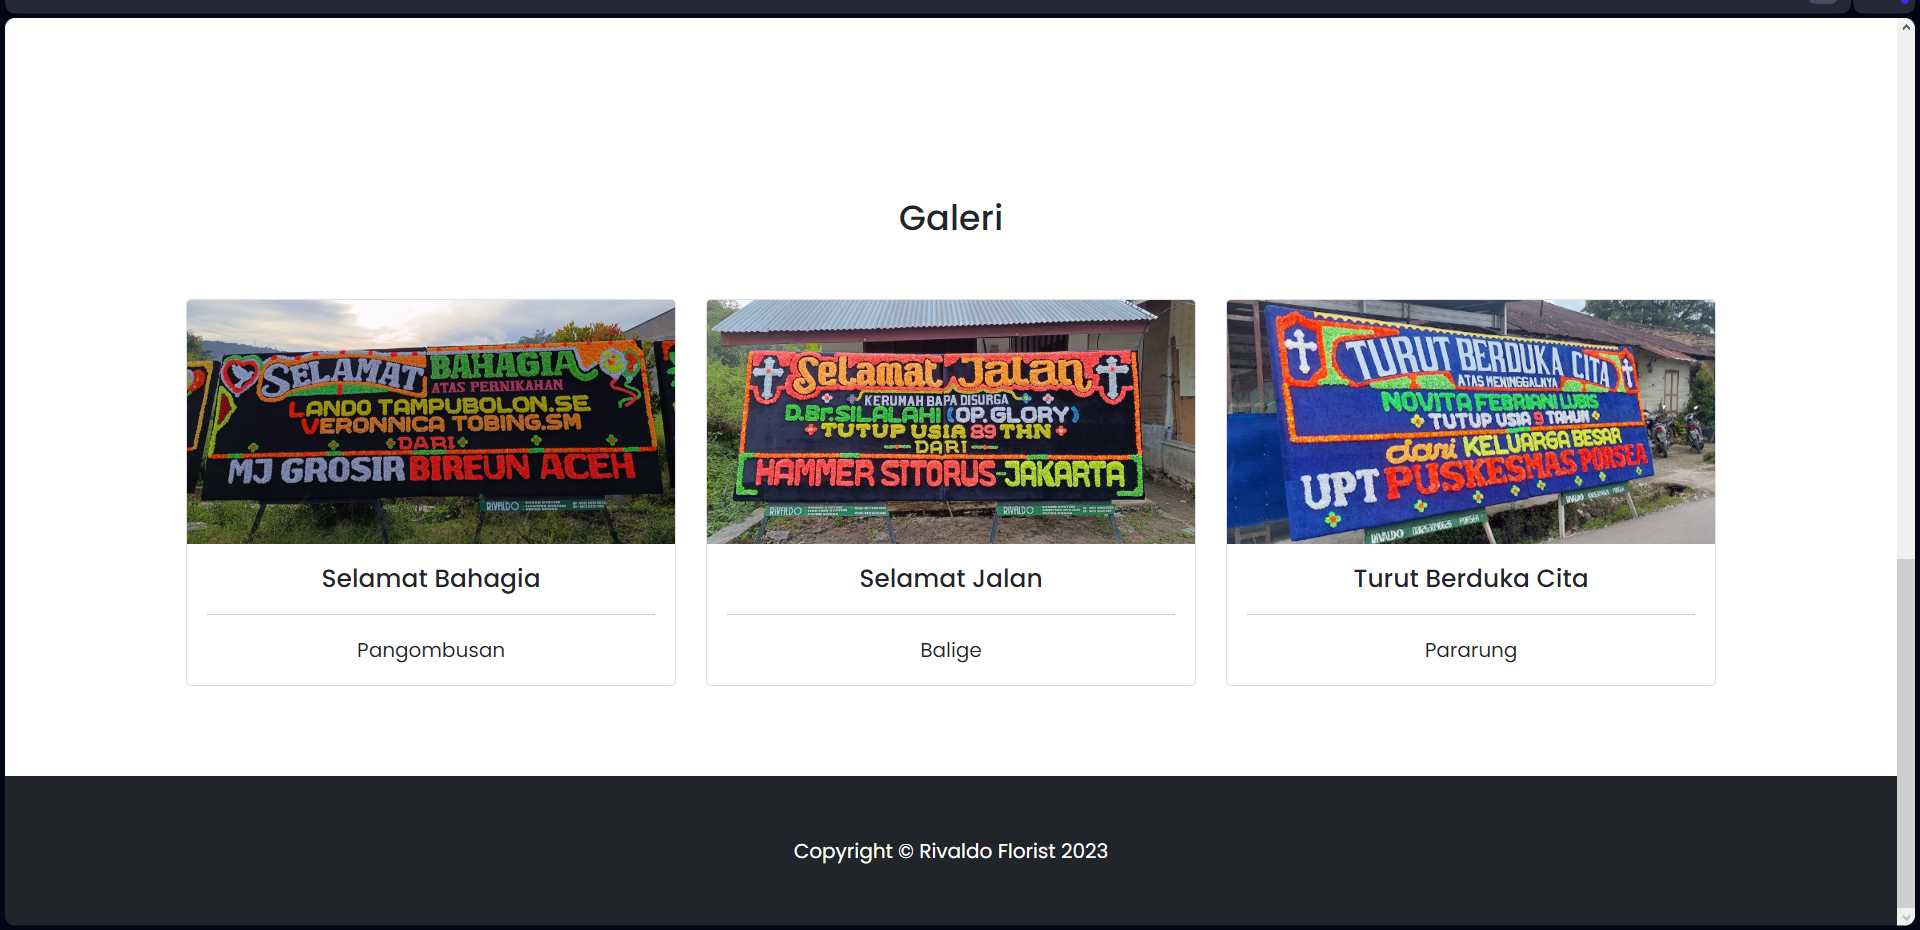 Galeri
SELAMAT BAHAGIA
ATAS PERNIKAHAN
LANDO TAMPUBOLON.SE
VERONNICA TOBING.SM
DARI
MJ GROSIR BIREUN ACEH
RIVALDO
Selamat Bahagia
Pangombusan
Selamat Jalan
KERUMAH BAPA DISURGA
D.Br.SILALAHI (OP.GLORY)
TUTUP USIA 89 THN
DARI
HAMMER SITORUS-JAKARTA
RIVALDO
RIVALDO
Selamat Jalan
Balige
TURUT BERDUKA CITA
ATAS MENINGGALNYA
NOVITA FEBRIANI LUBIS
TUTUP USIA 9 TAHUN
dari KELUARGA BESAR
UPT PUSKESMAS PORSEA
RIVALDO
RIVALDO
Turut Berduka Cita
Pararung
Copyright © Rivaldo Florist 2023